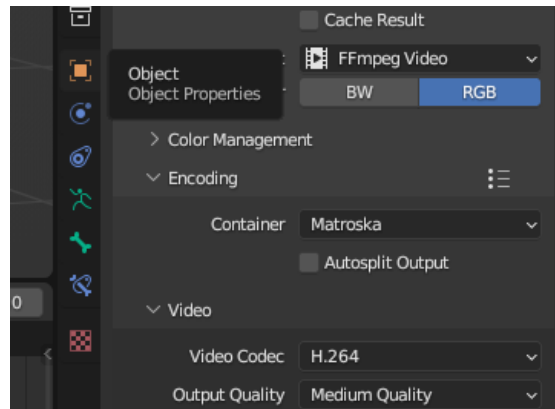 Cache Result
FFmpeg Video
Object
Object Properties
BW RGB
Color Management
Encoding
Container Matroska
Autosplit Output
0
Video
Video Codec H.264
Output Quality Medium Quality